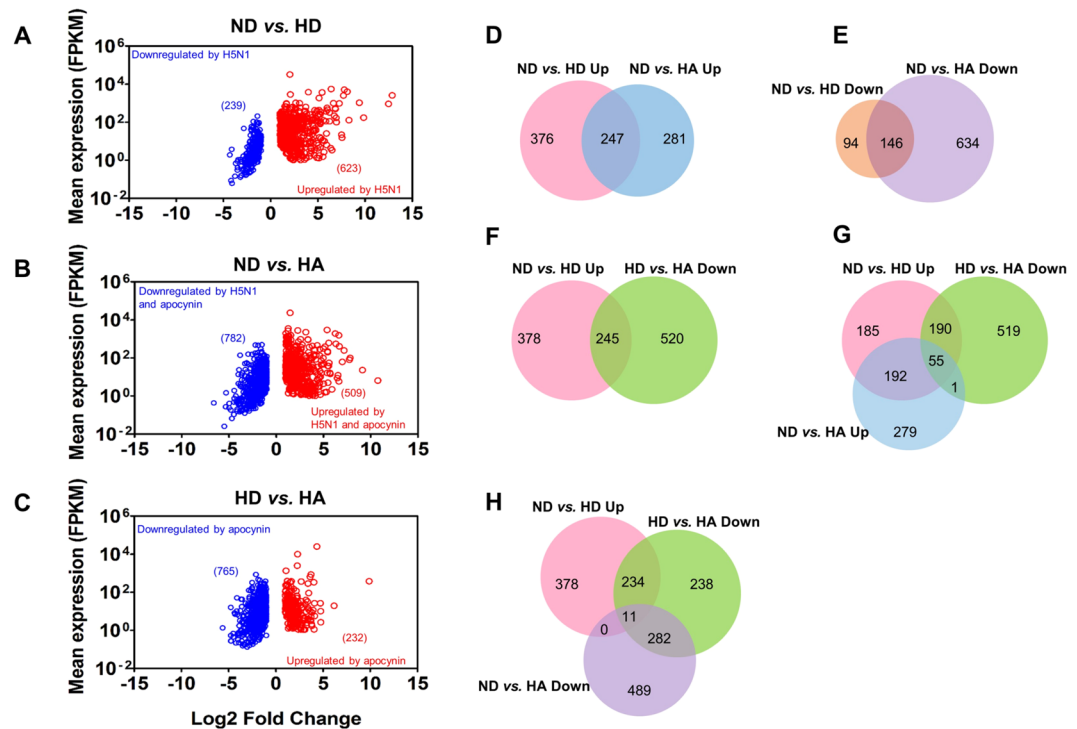 A
ND vs. HD
Mean expression (FPKM)
10^6
10^4
10^2
10^0
10^-2
Downregulated by H5N1
(239)
(623)
Upregulated by H5N1
-15 -10 -5 0 5 10 15
B
ND vs. HA
Mean expression (FPKM)
10^6
10^4
10^2
10^0
10^-2
Downregulated by H5N1
and apocynin
(782)
(509)
Upregulated by
H5N1 and apocynin
-15 -10 -5 0 5 10 15
C
HD vs. HA
Mean expression (FPKM)
10^6
10^4
10^2
10^0
10^-2
Downregulated by apocynin
(765)
(232)
Upregulated by apocynin
-15 -10 -5 0 5 10 15
Log2 Fold Change
D
ND vs. HD Up ND vs. HA Up
376 247 281
E
ND vs. HA Down
ND vs. HD Down
94 146 634
F
ND vs. HD Up HD vs. HA Down
378 245 520
G
ND vs. HD Up HD vs. HA Down
185 190 519
55
192 1
ND vs. HA Up
279
H
ND vs. HD Up
HD vs. HA Down
378 234 238
11
0
282
ND vs. HA Down
489